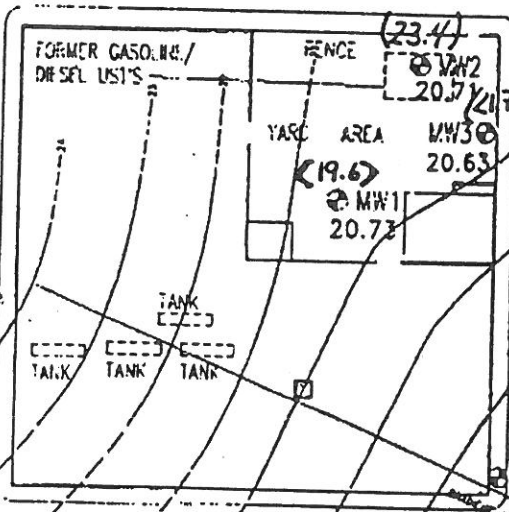 (23.4)
FORMER GASOLINE/
DIESEL UST'S
FENCE
MW2
20.71
YARD AREA
MW3
20.63
(19.6)
MW1
20.73
TANK
TANK
TANK
TANK